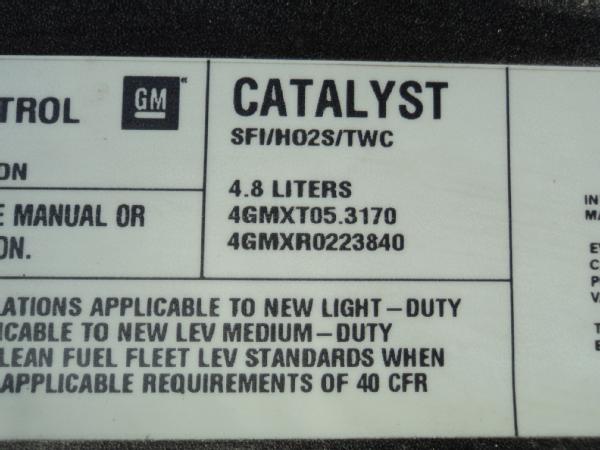 TROL
GM
CATALYST
SFI/HO2S/TWC
ON
4.8 LITERS
E MANUAL OR
4GMXT05.3170
ON.
4GMXR0223840
IN
MA
E
C
P
V
T
E
LATIONS APPLICABLE TO NEW LIGHT–DUTY
ICABLE TO NEW LEV MEDIUM–DUTY
LEAN FUEL FLEET LEV STANDARDS WHEN
APPLICABLE REQUIREMENTS OF 40 CFR